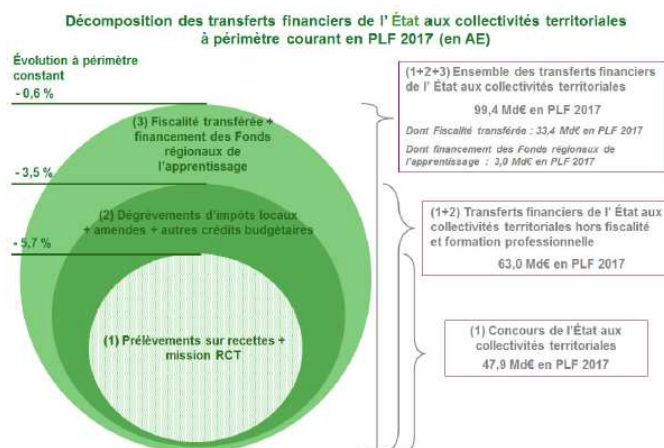 Décomposition des transferts financiers de l' État aux collectivités territoriales
à périmètre courant en PLF 2017 (en AE)
Évolution à périmètre
constant
- 0,6 %
(3) Fiscalité transférée +
financement des Fonds
régionaux de
l'apprentissage
- 3,5 %
(2) Dégrèvements d'impôts locaux
+ amendes + autres crédits budgétaires
- 5,7 %
(1) Prélèvements sur recettes +
mission RCT
(1+2+3) Ensemble des transferts financiers
de l' État aux collectivités territoriales
99,4 Md€ en PLF 2017
Dont Fiscalité transférée : 33,4 Md€ en PLF 2017
Dont financement des Fonds régionaux de
l'apprentissage : 3,0 Md€ en PLF 2017
(1+2) Transferts financiers de l' État aux
collectivités territoriales hors fiscalité
et formation professionnelle
63,0 Md€ en PLF 2017
(1) Concours de l'État aux
collectivités territoriales
47,9 Md€ en PLF 2017